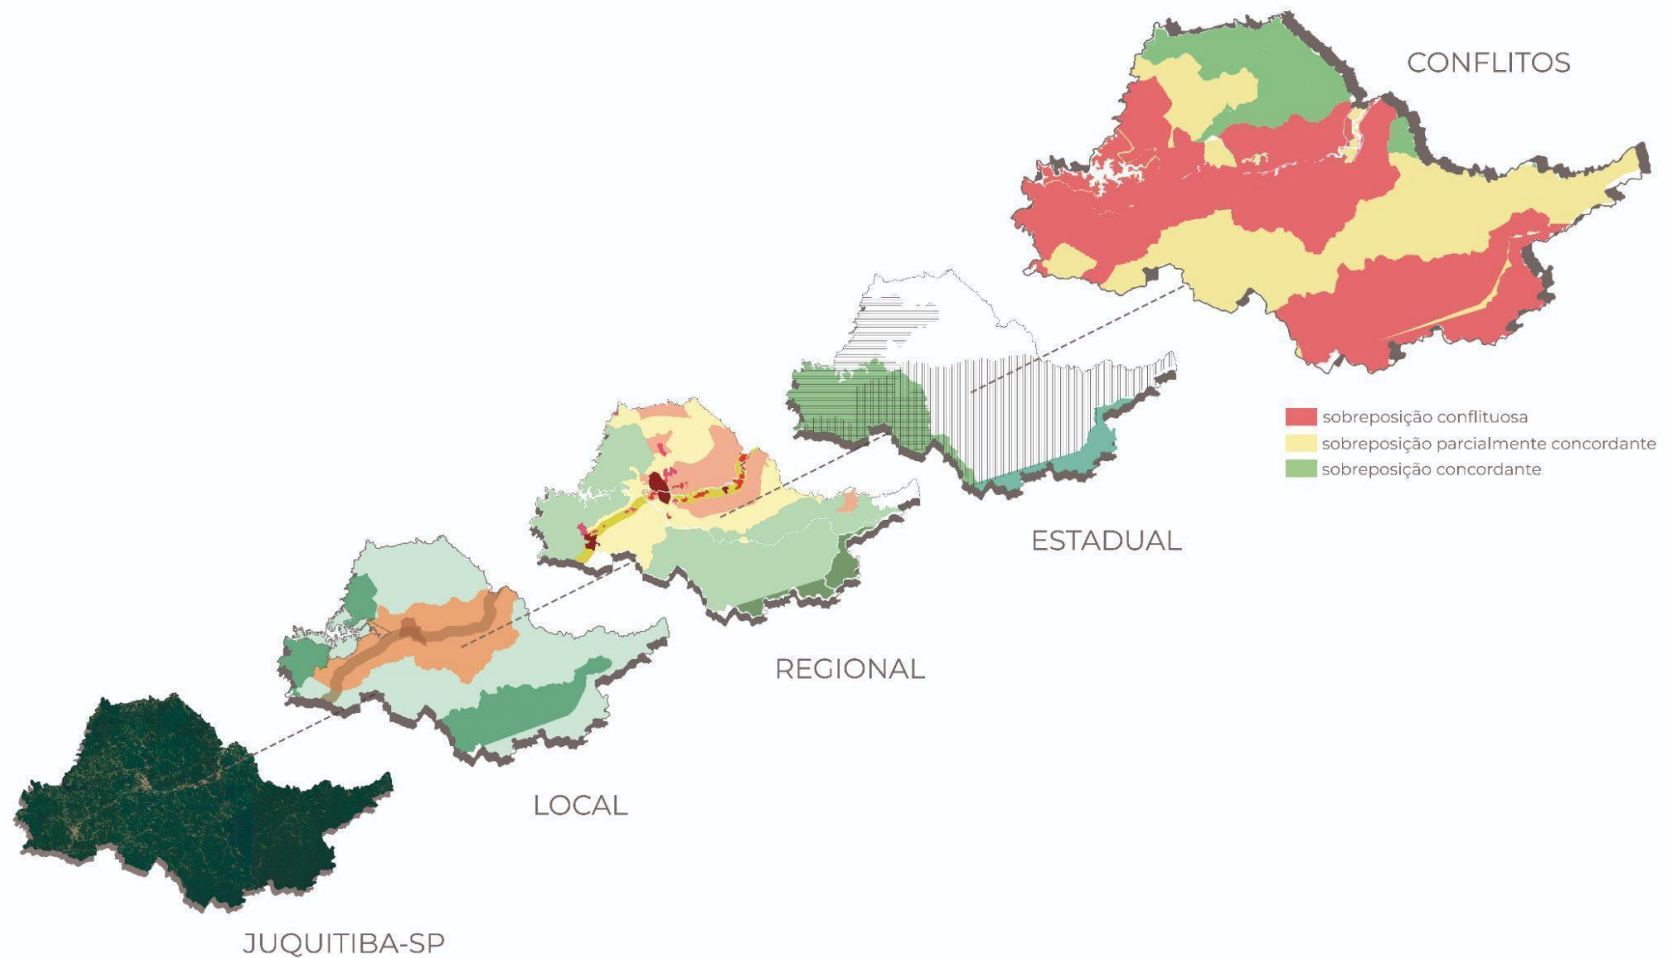 CONFLITOS
sobreposição conflituosa
sobreposição parcialmente concordante
sobreposição concordante
ESTADUAL
REGIONAL
LOCAL
JUQUITIBA-SP